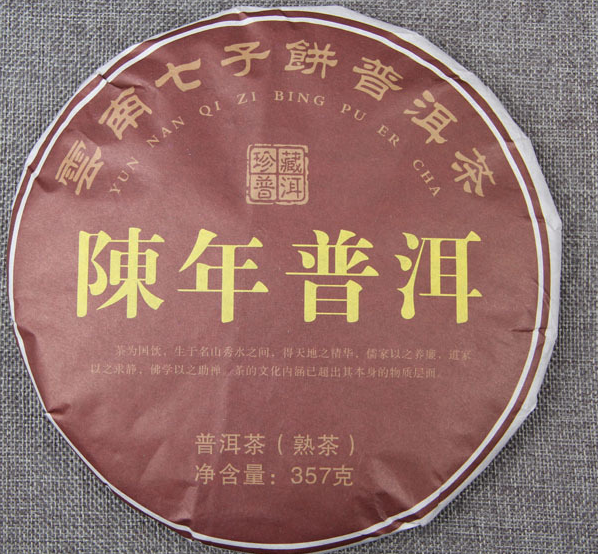 雲南七子餅普洱茶
YUN NAN QI ZI BING PU ER CHA
珍藏
普洱
陳年普洱
茶为国饮，生于名山秀水之间，得天地之精华，儒家以之养廉，道家
以之求静，佛学以之助禅。茶的文化内涵已超出其本身的物质层面。
普洱茶（熟茶）
净含量：357克